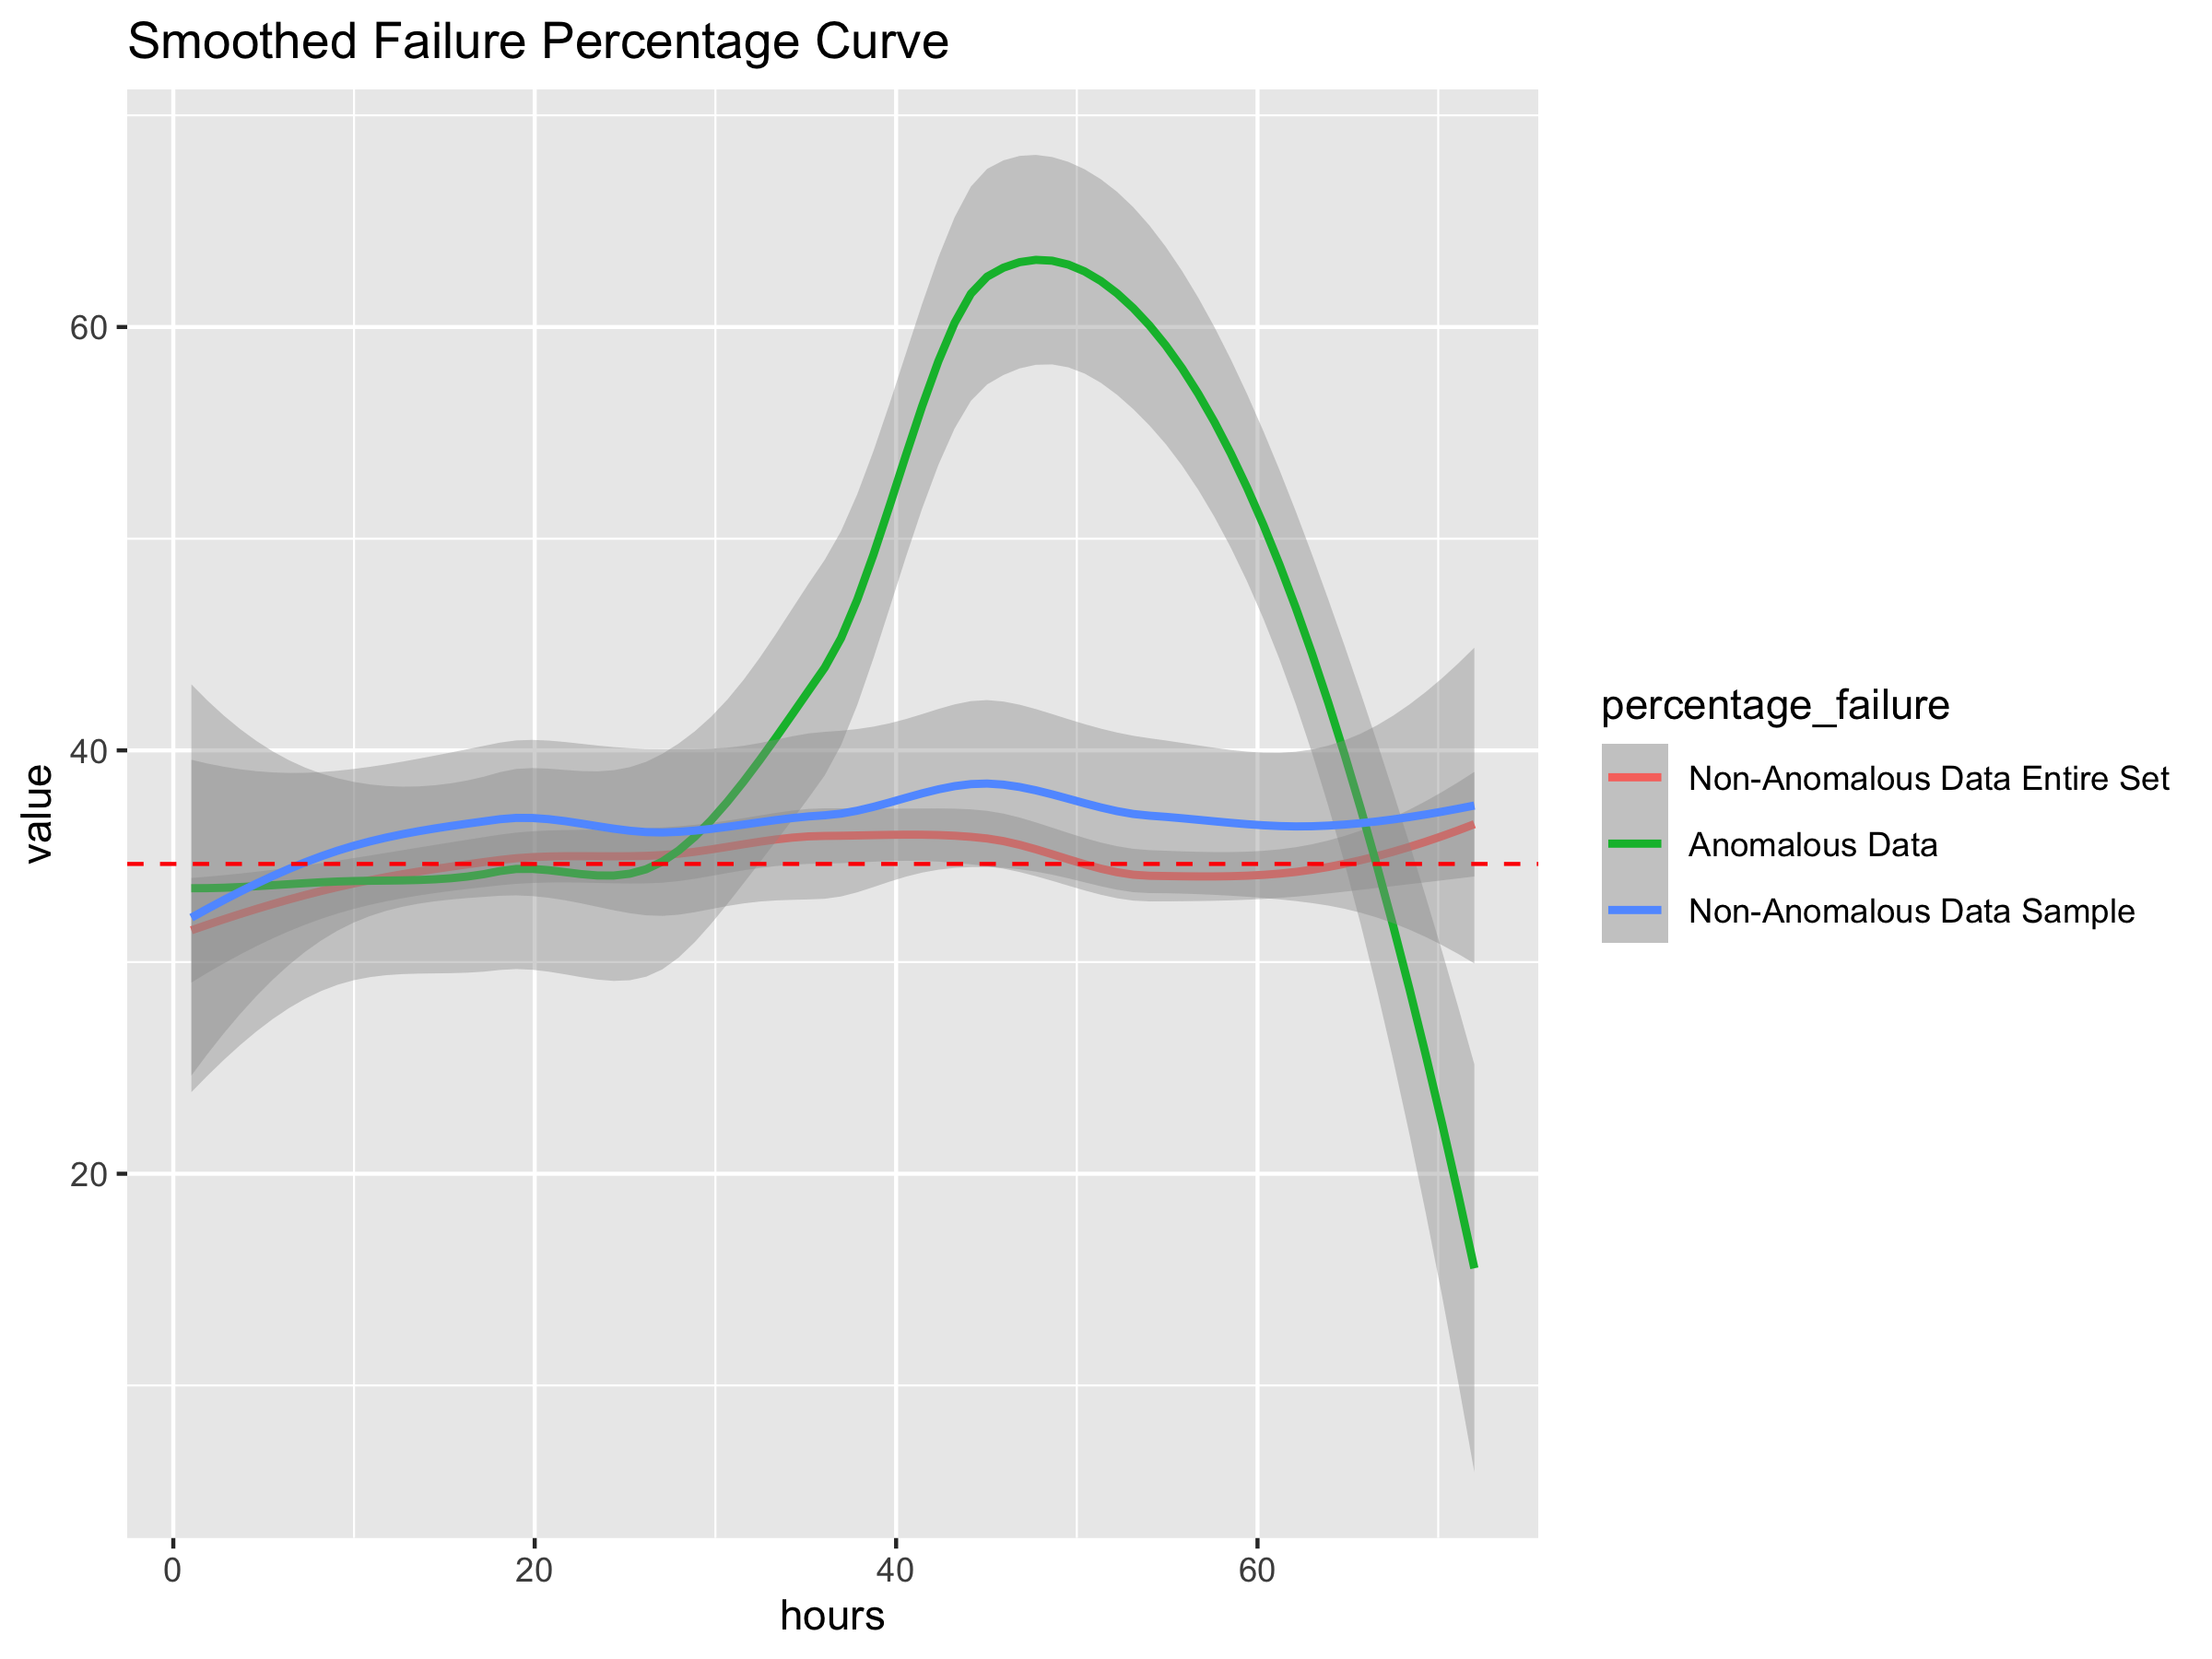 Smoothed Failure Percentage Curve
value
60
40
20
0 20 40 60
hours
percentage_failure
Non-Anomalous Data Entire Set
Anomalous Data
Non-Anomalous Data Sample